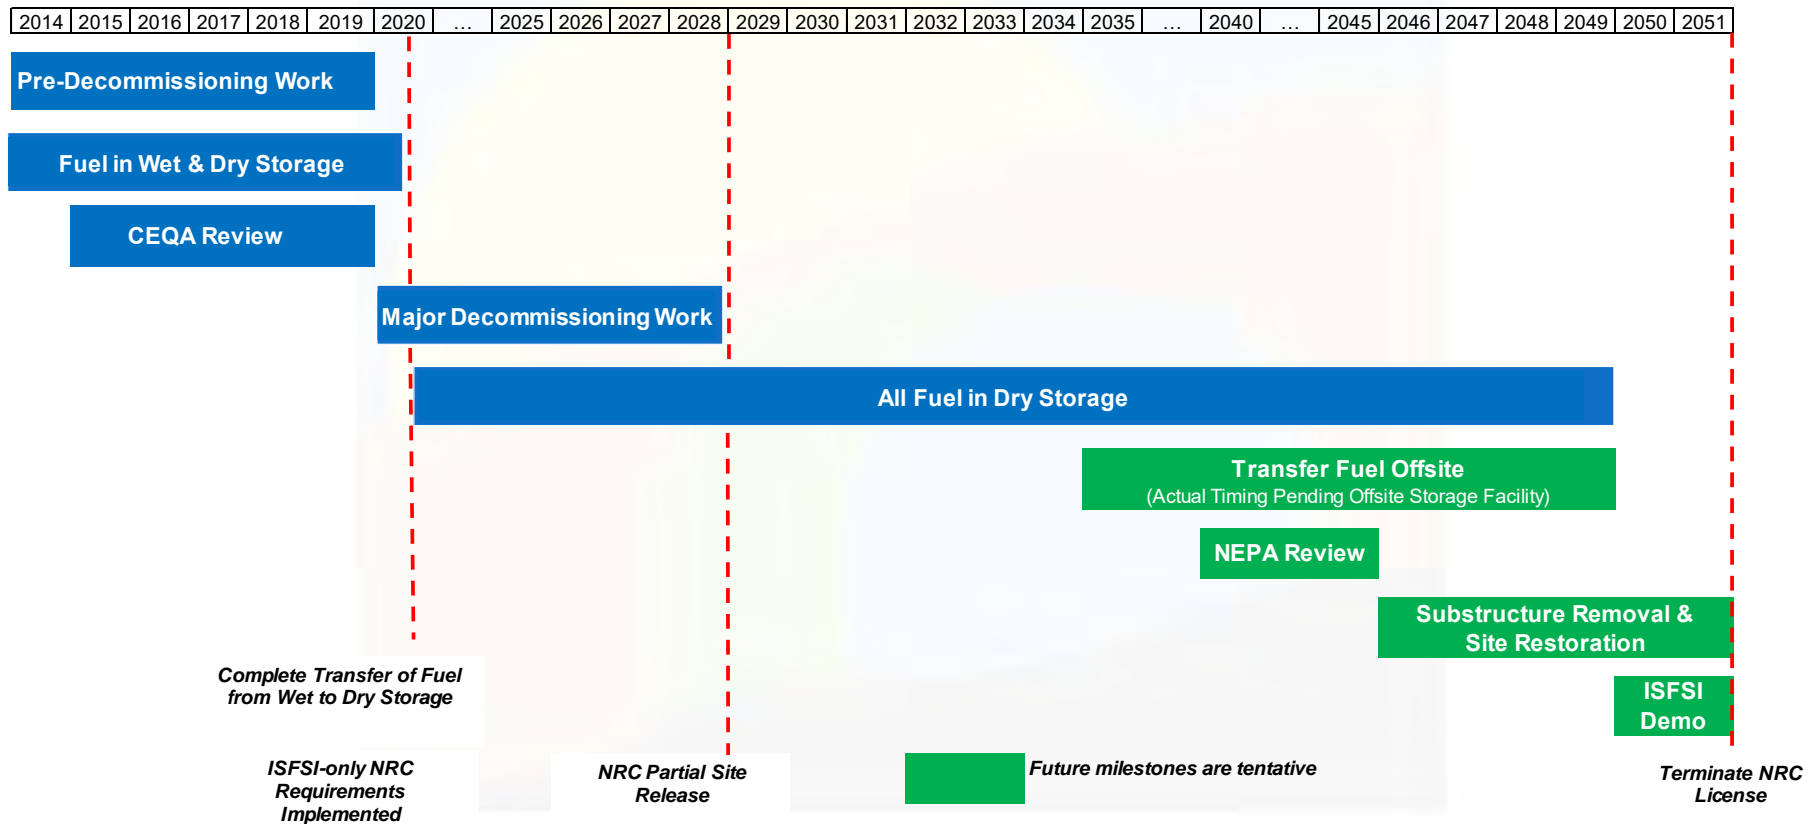 2014 2015 2016 2017 2018 2019 2020 ... 2025 2026 2027 2028 2029 2030 2031 2032 2033 2034 2035 ... 2040 ... 2045 2046 2047 2048 2049 2050 2051
Pre-Decommissioning Work
Fuel in Wet & Dry Storage
CEQA Review
Major Decommissioning Work
All Fuel in Dry Storage
Transfer Fuel Offsite
(Actual Timing Pending Offsite Storage Facility)
NEPA Review
Substructure Removal &
Site Restoration
ISFSI
Demo
Complete Transfer of Fuel
from Wet to Dry Storage
ISFSI-only NRC
Requirements
Implemented
NRC Partial Site
Release
Future milestones are tentative
Terminate NRC
License